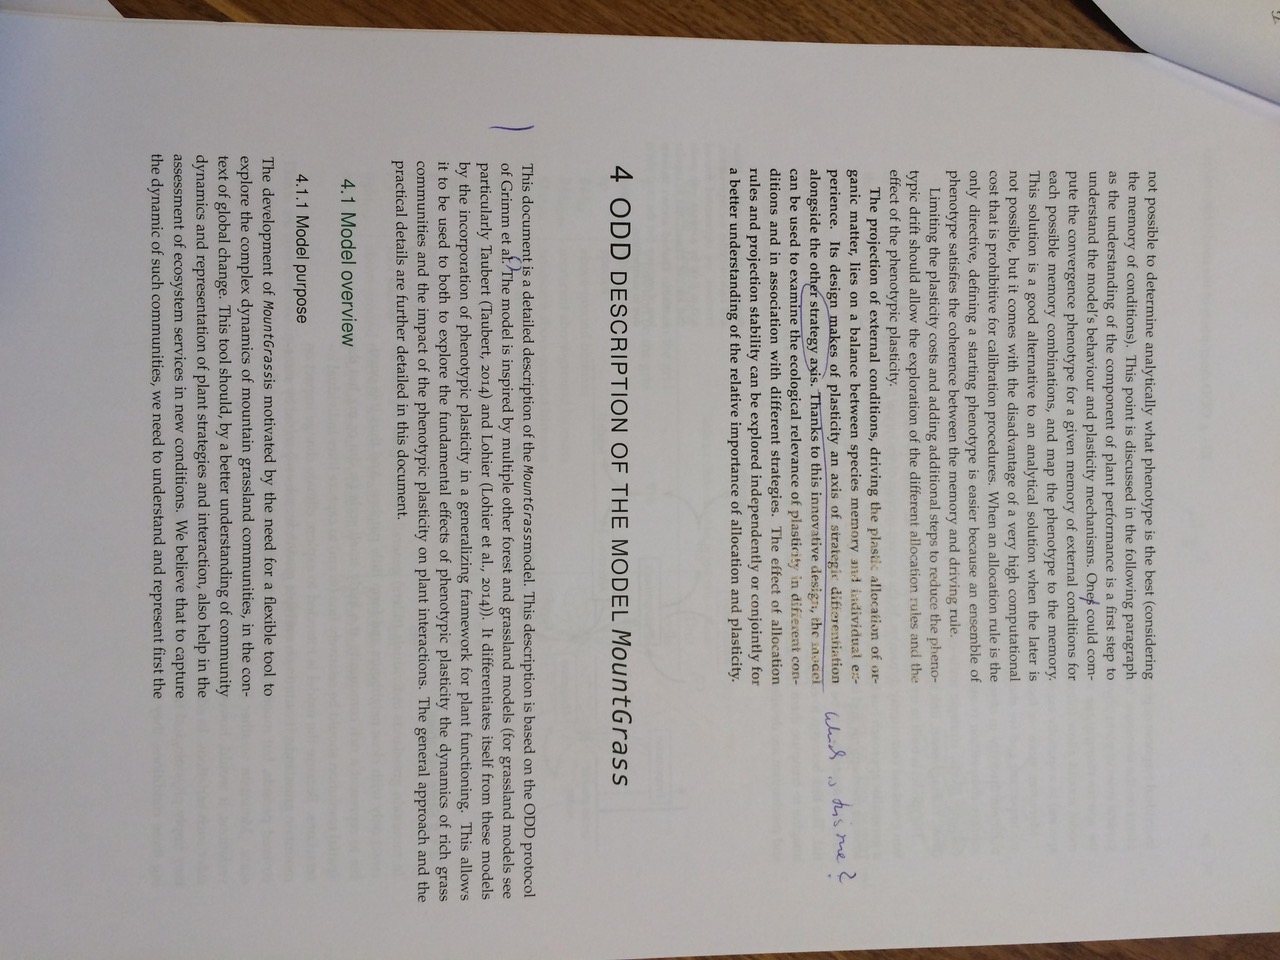 not possible to determine analytically what phenotype is the best (considering
the memory of conditions). This point is discussed in the following paragraph
as the understanding of the component of plant performance is a first step to
understand the model's behaviour and plasticity mechanisms. Ones could com-
pute the convergence phenotype for a given memory of external conditions for
each possible memory combinations, and map the phenotype to the memory.
This solution is a good alternative to an analytical solution when the later is
not possible, but it comes with the disadvantage of a very high computational
cost that is prohibitive for calibration procedures. When an allocation rule is the
only directive, defining a starting phenotype is easier because an ensemble of
phenotype satisfies the coherence between the memory and driving rule.
Limiting the plasticity costs and adding additional steps to reduce the pheno-
typic drift should allow the exploration of the different allocation rules and the
effect of the phenotypic plasticity.
The projection of external conditions, driving the plastic allocation of or-
ganic matter, lies on a balance between species memory and individual ex-
perience. Its design makes of plasticity an axis of strategic differentiation
which is this one?
alongside the other strategy axis. Thanks to this innovative design, the model
can be used to examine the ecological relevance of plasticity in different con-
ditions and in association with different strategies. The effect of allocation
rules and projection stability can be explored independently or conjointly for
a better understanding of the relative importance of allocation and plasticity.
4 ODD DESCRIPTION OF THE MODEL MountGrass
This document is a detailed description of the MountGrassmodel. This description is based on the ODD protocol
of Grimm et al. The model is inspired by multiple other forest and grassland models (for grassland models see
particularly Taubert (Taubert, 2014) and Lohier (Lohier et al., 2014)). It differentiates itself from these models
by the incorporation of phenotypic plasticity in a generalizing framework for plant functioning. This allows
it to be used to both to explore the fundamental effects of phenotypic plasticity the dynamics of rich grass
communities and the impact of the phenotypic plasticity on plant interactions. The general approach and the
practical details are further detailed in this document.
4.1 Model overview
4.1.1 Model purpose
The development of MountGrassis motivated by the need for a flexible tool to
explore the complex dynamics of mountain grassland communities, in the con-
text of global change. This tool should, by a better understanding of community
dynamics and representation of plant strategies and interaction, also help in the
assessment of ecosystem services in new conditions. We believe that to capture
the dynamic of such communities, we need to understand and represent first the